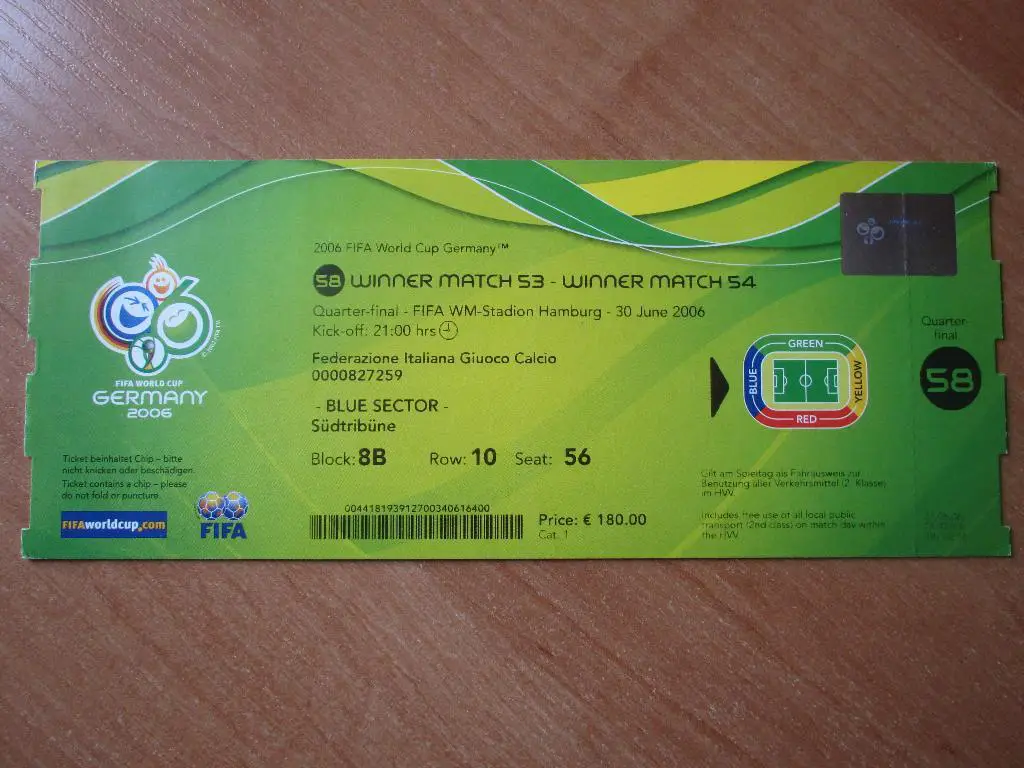 2006 FIFA World Cup Germany™
58 WINNER MATCH 53 - WINNER MATCH 54
Quarter-final - FIFA WM-Stadion Hamburg - 30 June 2006
Kick-off: 21:00 hrs
Federazione Italiana Giuoco Calcio
0000827259
- BLUE SECTOR -
Südtribüne
Block: 8B Row: 10 Seat: 56
004418193912700340616400
Price: € 180.00
Cat. 1
FIFA WORLD CUP
GERMANY
2006
Ticket beinhaltet Chip – bitte
nicht knicken oder beschädigen.
Ticket contains a chip – please
do not fold or puncture.
FIFAworldcup.com
FIFA
GREEN
BLUE
YELLOW
RED
Gilt am Spieltag als Fahrausweis zur
Benutzung aller Verkehrsmittel (2. Klasse)
im HVV.
Includes free use of all local public
transport (2nd class) on match day within
the HVV.
Quarter-
final
58